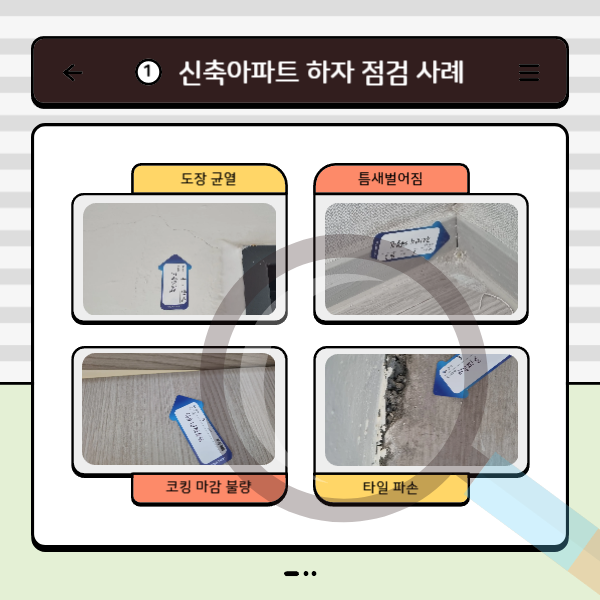 1 신축아파트 하자 점검 사례
도장 균열
틈새벌어짐
코킹 마감 불량
타일 파손